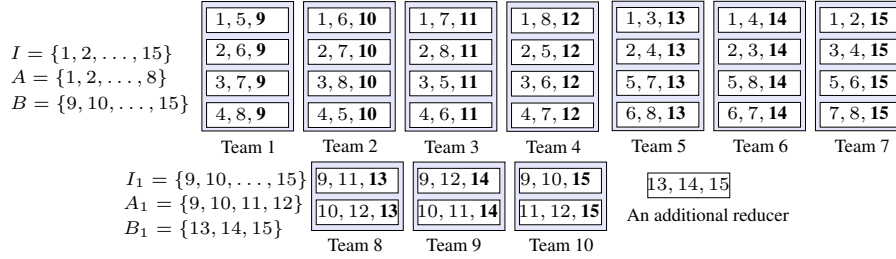 1, 5, 9 1, 6, 10 1, 7, 11 1, 8, 12 1, 3, 13 1, 4, 14 1, 2, 15
I = {1, 2, . . . , 15} 2, 6, 9 2, 7, 10 2, 8, 11 2, 5, 12 2, 4, 13 2, 3, 14 3, 4, 15
A = {1, 2, . . . , 8}
B = {9, 10, . . . , 15} 3, 7, 9 3, 8, 10 3, 5, 11 3, 6, 12 5, 7, 13 5, 8, 14 5, 6, 15
4, 8, 9 4, 5, 10 4, 6, 11 4, 7, 12 6, 8, 13 6, 7, 14 7, 8, 15
Team 1 Team 2 Team 3 Team 4 Team 5 Team 6 Team 7
I₁ = {9, 10, . . . , 15} 9, 11, 13 9, 12, 14 9, 10, 15 13, 14, 15
A₁ = {9, 10, 11, 12}
B₁ = {13, 14, 15} 10, 12, 13 10, 11, 14 11, 12, 15 An additional reducer
Team 8 Team 9 Team 10